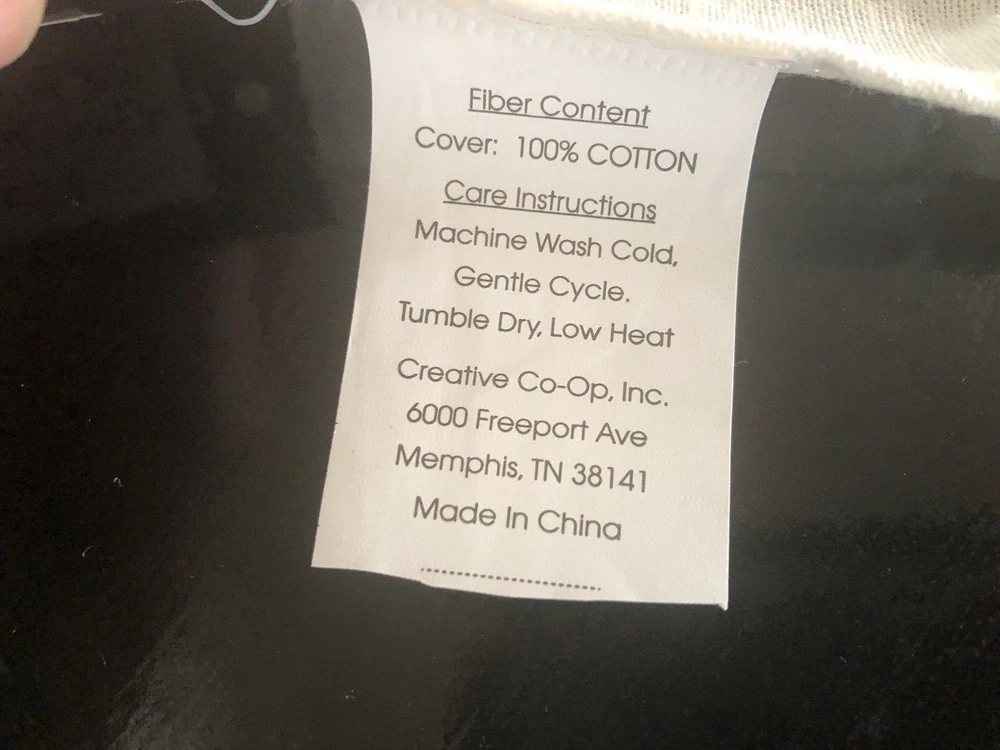 Fiber Content
Cover: 100% COTTON
Care Instructions
Machine Wash Cold,
Gentle Cycle.
Tumble Dry, Low Heat
Creative Co-Op, Inc.
6000 Freeport Ave
Memphis, TN 38141
Made In China